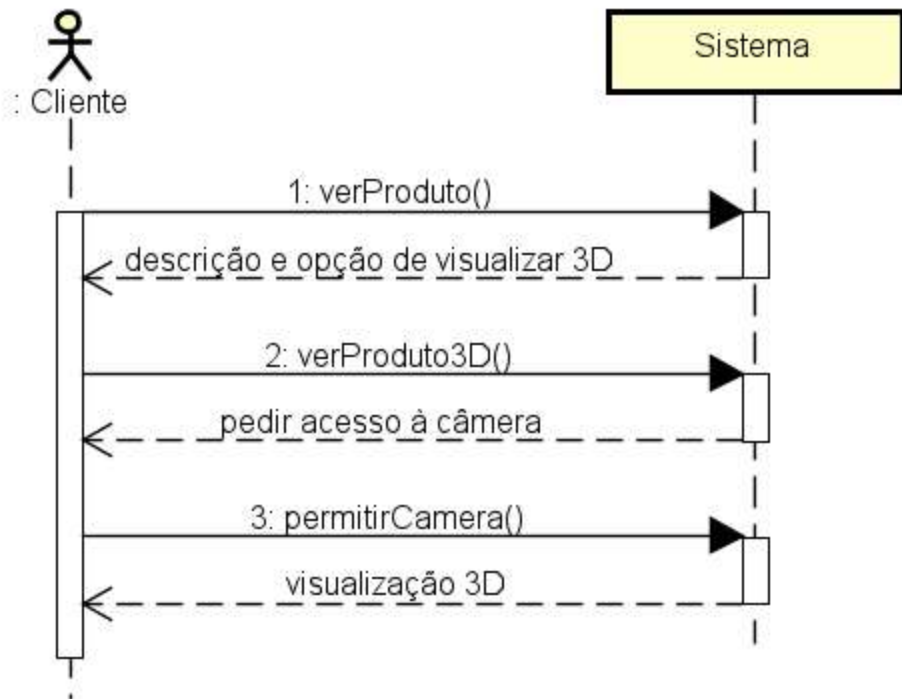 Sistema
: Cliente
1: verProduto()
descrição e opção de visualizar 3D
2: verProduto3D()
pedir acesso à câmera
3: permitirCamera()
visualização 3D